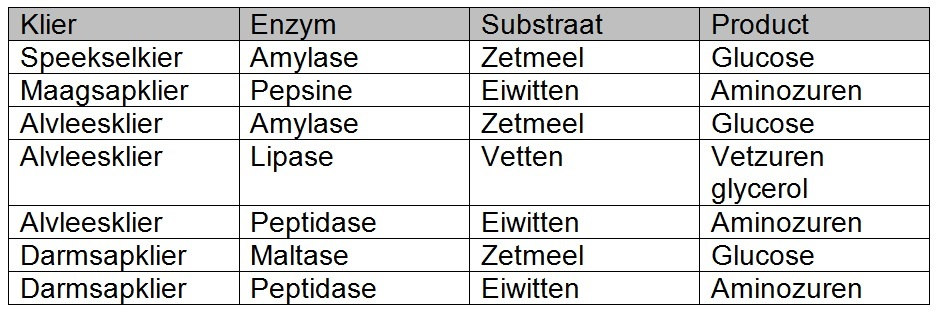 Klier Enzym Substraat Product
Speekselkier Amylase Zetmeel Glucose
Maagsapklier Pepsine Eiwitten Aminozuren
Alvleesklier Amylase Zetmeel Glucose
Alvleesklier Lipase Vetten Vetzuren
glycerol
Alvleesklier Peptidase Eiwitten Aminozuren
Darmsapklier Maltase Zetmeel Glucose
Darmsapklier Peptidase Eiwitten Aminozuren